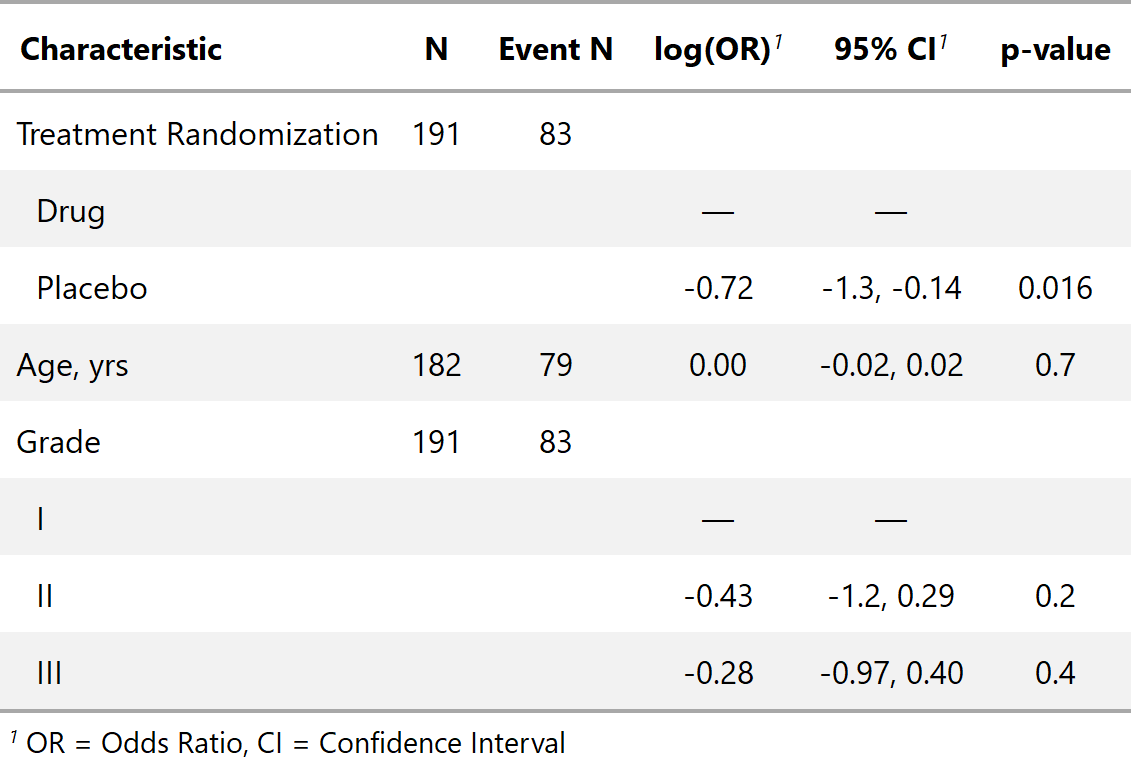 Characteristic N Event N log(OR)¹ 95% CI¹ p-value
Treatment Randomization 191 83
Drug — —
Placebo -0.72 -1.3, -0.14 0.016
Age, yrs 182 79 0.00 -0.02, 0.02 0.7
Grade 191 83
I — —
II -0.43 -1.2, 0.29 0.2
III -0.28 -0.97, 0.40 0.4
¹ OR = Odds Ratio, CI = Confidence Interval